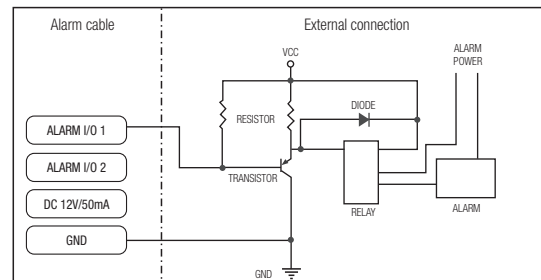 Alarm cable
External connection
VCC
ALARM
POWER
DIODE
RESISTOR
ALARM I/O 1
ALARM I/O 2
TRANSISTOR
DC 12V/50mA
RELAY
ALARM
GND
GND